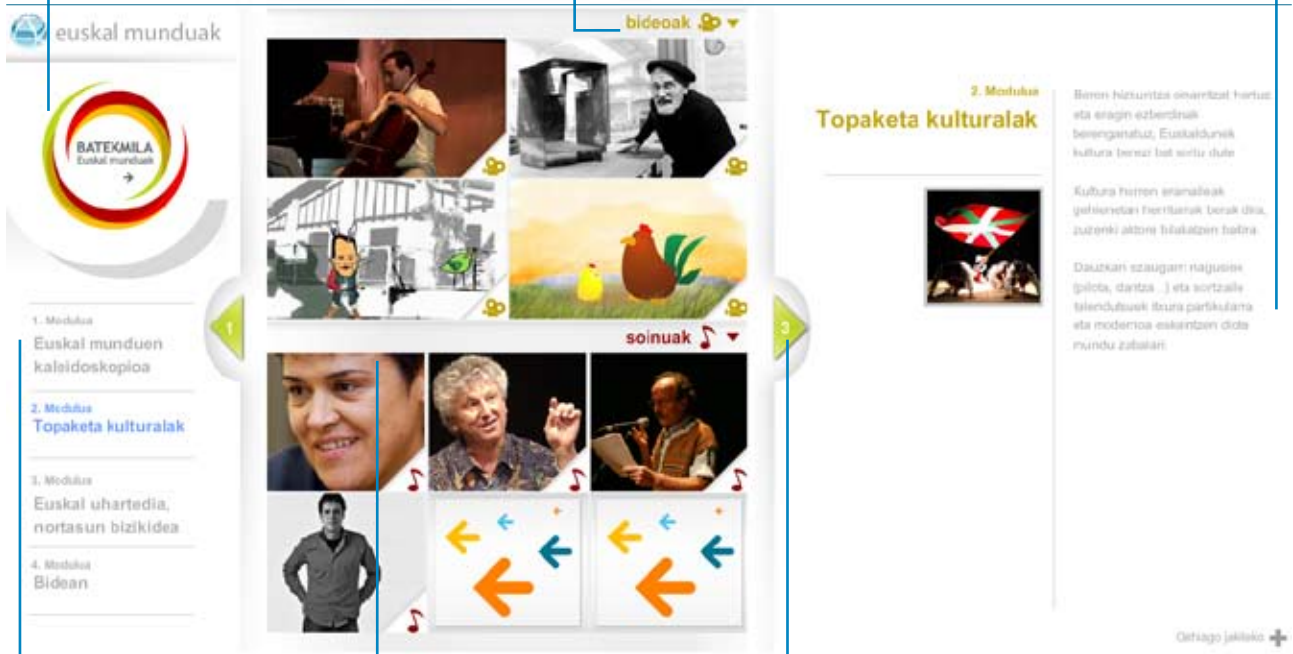 euskal munduak
BATEKMILA
Euskal munduak
1. Modulua
Euskal munduen
kaleidoskopioa
2. Modulua
Topaketa kulturalak
3. Modulua
Euskal uhartedia,
nortasun bizikidea
4. Modulua
Bidean
1
bideoak
soinuak
3
2. Modulua
Topaketa kulturalak
Beren hizkuntza oinarritzat hartuz
eta eragin ezberdinak
berenganatuz, Euskaldunek
kultura berezi bat sortu dute
Kultura horren eramaileak
gehienetan herritarrak berak dira,
zuzenki aktore bilakatzen baitira.
Dauzkan ezaugarri nagusiek
(pilota, dantza...) eta sortzaile
talendutsuek itxura partikularra
eta modernoa eskaintzen diote
mundu zabalari.
Gehiago jakiteko